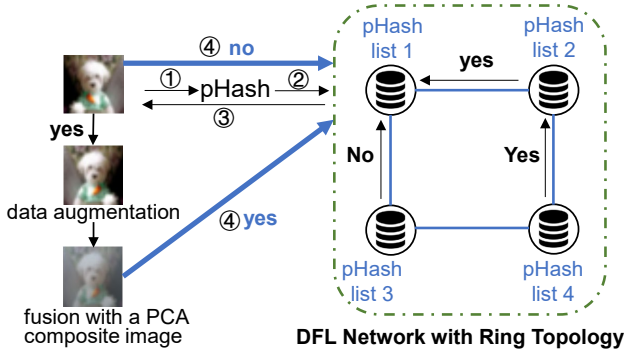 ④ no
① pHash ②
③
yes
data augmentation
④ yes
fusion with a PCA
composite image
pHash
list 1
pHash
list 2
yes
No
Yes
pHash
list 3
pHash
list 4
DFL Network with Ring Topology